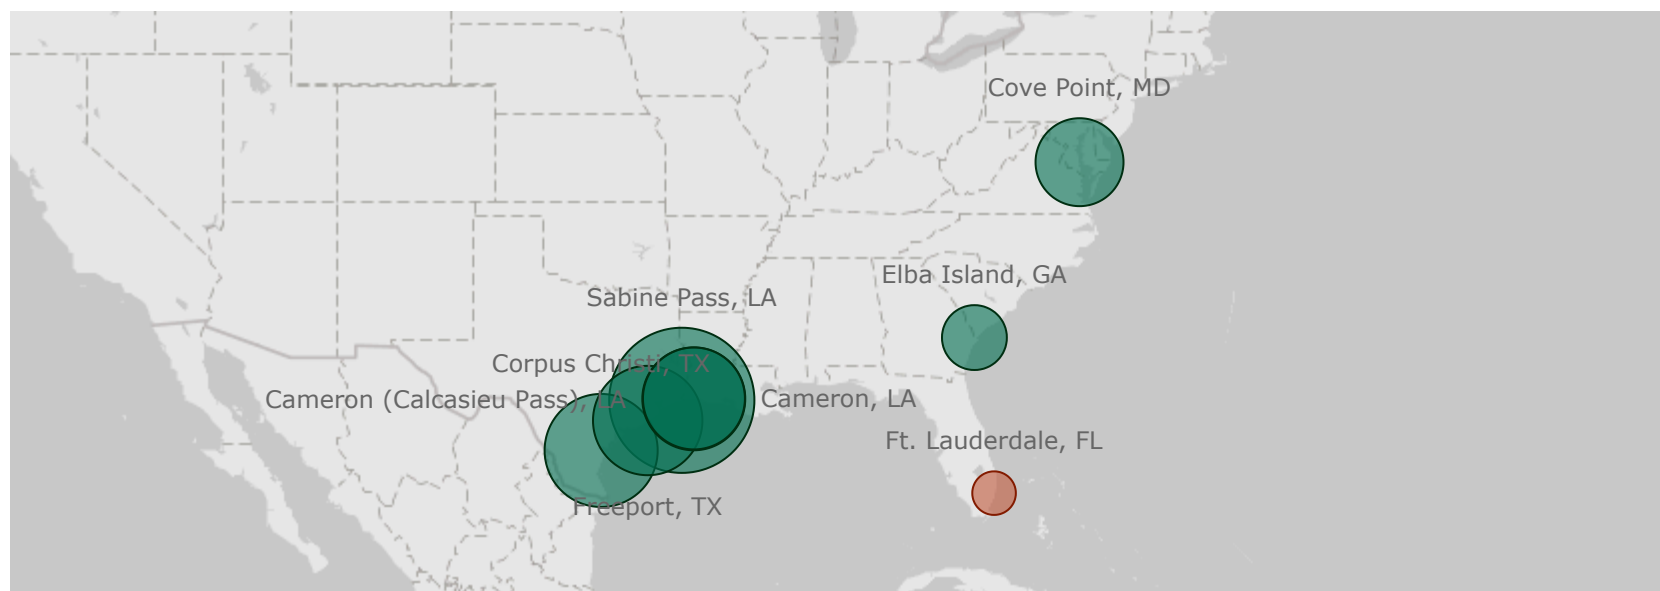 Cove Point, MD
Elba Island, GA
Sabine Pass, LA
Corpus Christi, TX
Cameron (Calcasieu Pass), LA
Cameron, LA
Ft. Lauderdale, FL
Freeport, TX